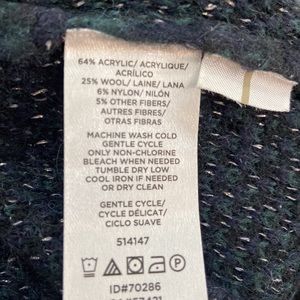 64% ACRYLIC/ ACRYLIQUE/
ACRÍLICO
25% WOOL/ LAINE/ LANA
6% NYLON/ NILÓN
5% OTHER FIBERS/
AUTRES FIBRES/
OTRAS FIBRAS
MACHINE WASH COLD
GENTLE CYCLE
ONLY NON-CHLORINE
BLEACH WHEN NEEDED
TUMBLE DRY LOW
COOL IRON IF NEEDED
OR DRY CLEAN
GENTLE CYCLE/
CYCLE DÉLICAT/
CICLO SUAVE
514147
ID#70286